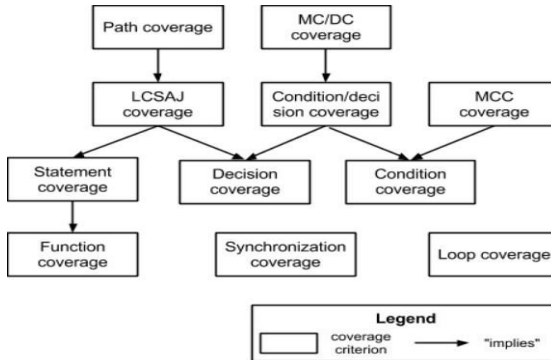 Path coverage
MC/DC
coverage
LCSAJ
coverage
Condition/deci
sion coverage
MCC
coverage
Statement
coverage
Decision
coverage
Condition
coverage
Function
coverage
Synchronization
coverage
Loop coverage
Legend
coverage
criterion
"implies"